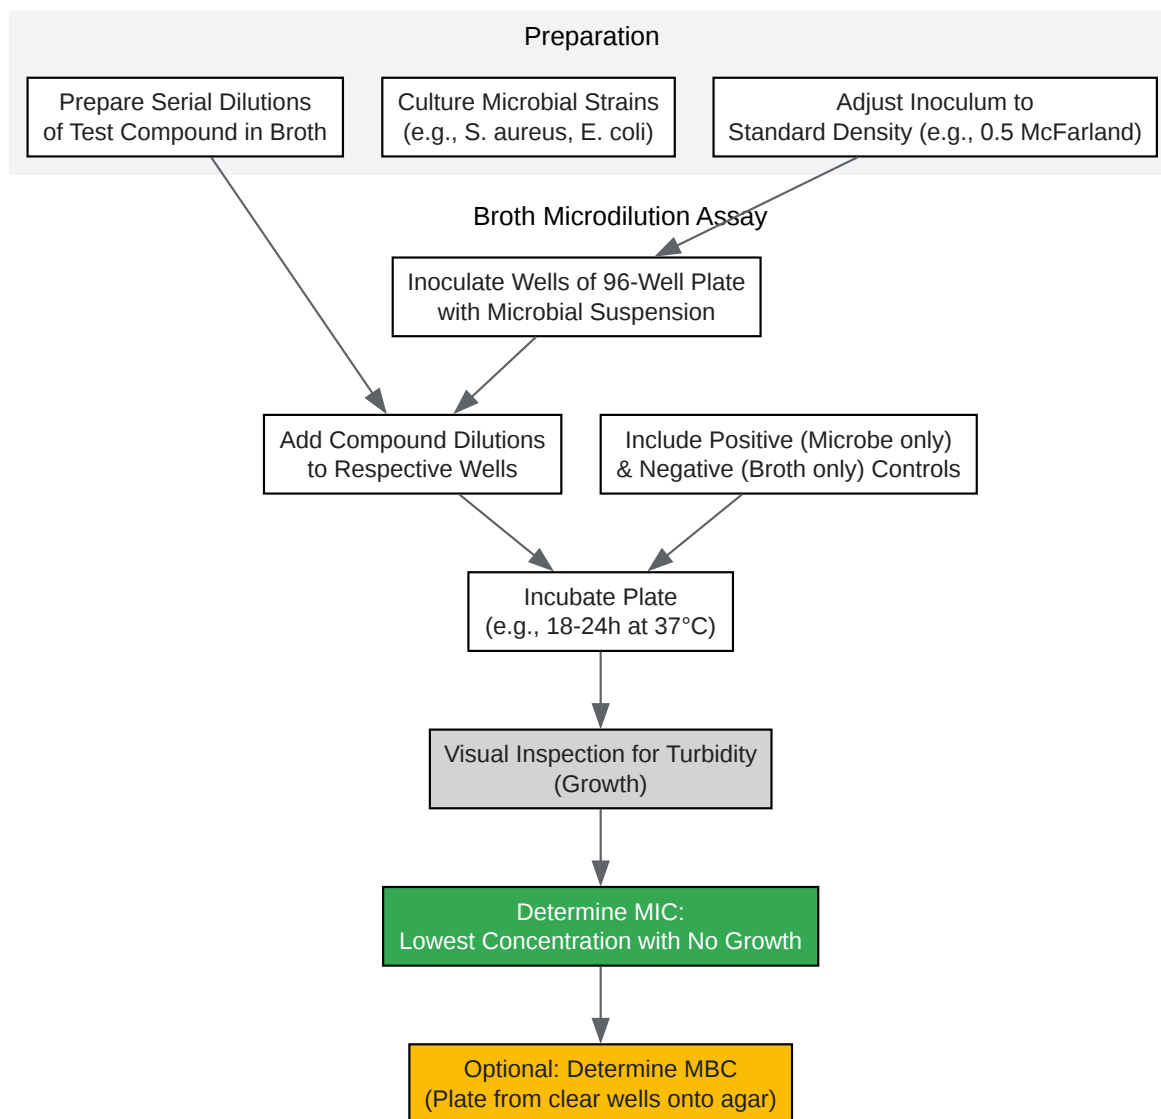 Preparation
Prepare Serial Dilutions
of Test Compound in Broth
Culture Microbial Strains
(e.g., S. aureus, E. coli)
Adjust Inoculum to
Standard Density (e.g., 0.5 McFarland)
Broth Microdilution Assay
Inoculate Wells of 96-Well Plate
with Microbial Suspension
Add Compound Dilutions
to Respective Wells
Include Positive (Microbe only)
& Negative (Broth only) Controls
Incubate Plate
(e.g., 18-24h at 37°C)
Visual Inspection for Turbidity
(Growth)
Determine MIC:
Lowest Concentration with No Growth
Optional: Determine MBC
(Plate from clear wells onto agar)